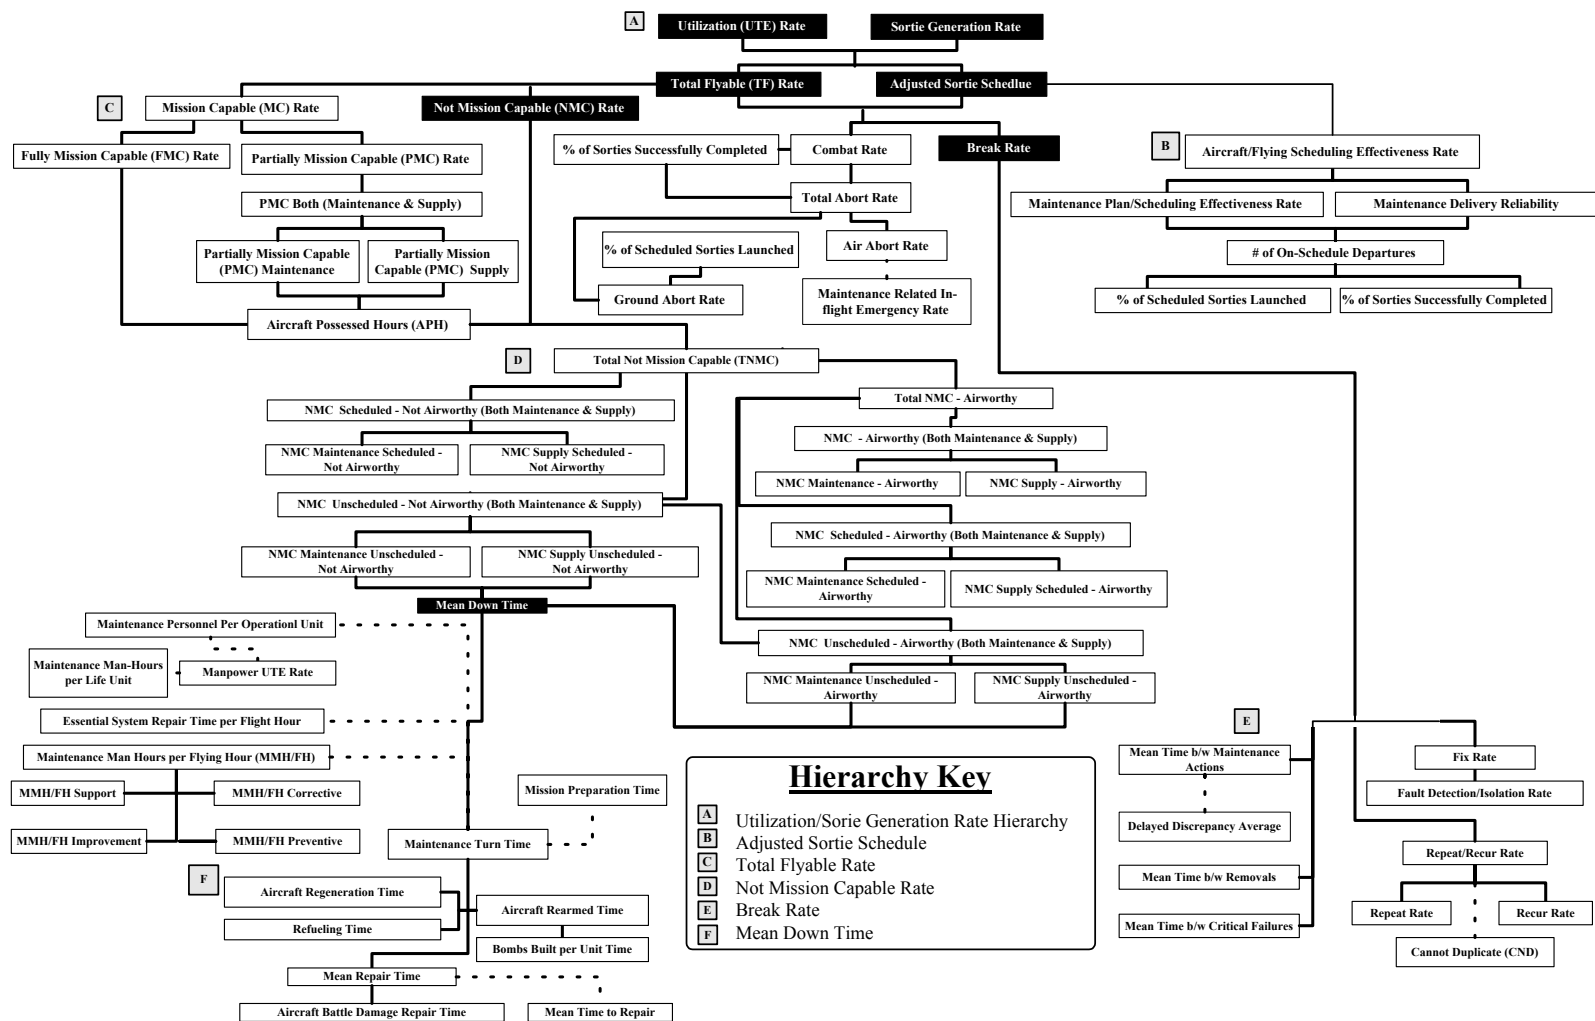 A
Utilization (UTE) Rate
Sortie Generation Rate
Total Flyable (TF) Rate
Adjusted Sortie Schedlue
C
Mission Capable (MC) Rate
Not Mission Capable (NMC) Rate
Fully Mission Capable (FMC) Rate
Partially Mission Capable (PMC) Rate
PMC Both (Maintenance & Supply)
Partially Mission Capable
(PMC) Maintenance
Partially Mission
Capable (PMC) Supply
Aircraft Possessed Hours (APH)
% of Sorties Successfully Completed
Combat Rate
Break Rate
Total Abort Rate
% of Scheduled Sorties Launched
Air Abort Rate
Ground Abort Rate
Maintenance Related In-
flight Emergency Rate
B
Aircraft/Flying Scheduling Effectiveness Rate
Maintenance Plan/Scheduling Effectiveness Rate
Maintenance Delivery Reliability
# of On-Schedule Departures
% of Scheduled Sorties Launched
% of Sorties Successfully Completed
D
Total Not Mission Capable (TNMC)
NMC Scheduled - Not Airworthy (Both Maintenance & Supply)
NMC Maintenance Scheduled -
Not Airworthy
NMC Supply Scheduled -
Not Airworthy
NMC Unscheduled - Not Airworthy (Both Maintenance & Supply)
NMC Maintenance Unscheduled -
Not Airworthy
NMC Supply Unscheduled -
Not Airworthy
Total NMC - Airworthy
NMC - Airworthy (Both Maintenance & Supply)
NMC Maintenance - Airworthy
NMC Supply - Airworthy
NMC Scheduled - Airworthy (Both Maintenance & Supply)
NMC Maintenance Scheduled -
Airworthy
NMC Supply Scheduled - Airworthy
NMC Unscheduled - Airworthy (Both Maintenance & Supply)
NMC Maintenance Unscheduled -
Airworthy
NMC Supply Unscheduled -
Airworthy
Mean Down Time
Maintenance Personnel Per Operationl Unit
Maintenance Man-Hours
per Life Unit
Manpower UTE Rate
Essential System Repair Time per Flight Hour
Maintenance Man Hours per Flying Hour (MMH/FH)
MMH/FH Support
MMH/FH Corrective
MMH/FH Improvement
MMH/FH Preventive
Mission Preparation Time
Maintenance Turn Time
F
Aircraft Regeneration Time
Refueling Time
Aircraft Rearmed Time
Bombs Built per Unit Time
Mean Repair Time
Aircraft Battle Damage Repair Time
Mean Time to Repair
Hierarchy Key
A Utilization/Sorie Generation Rate Hierarchy
B Adjusted Sortie Schedule
C Total Flyable Rate
D Not Mission Capable Rate
E Break Rate
F Mean Down Time
E
Mean Time b/w Maintenance
Actions
Delayed Discrepancy Average
Mean Time b/w Removals
Mean Time b/w Critical Failures
Fix Rate
Fault Detection/Isolation Rate
Repeat/Recur Rate
Repeat Rate
Recur Rate
Cannot Duplicate (CND)